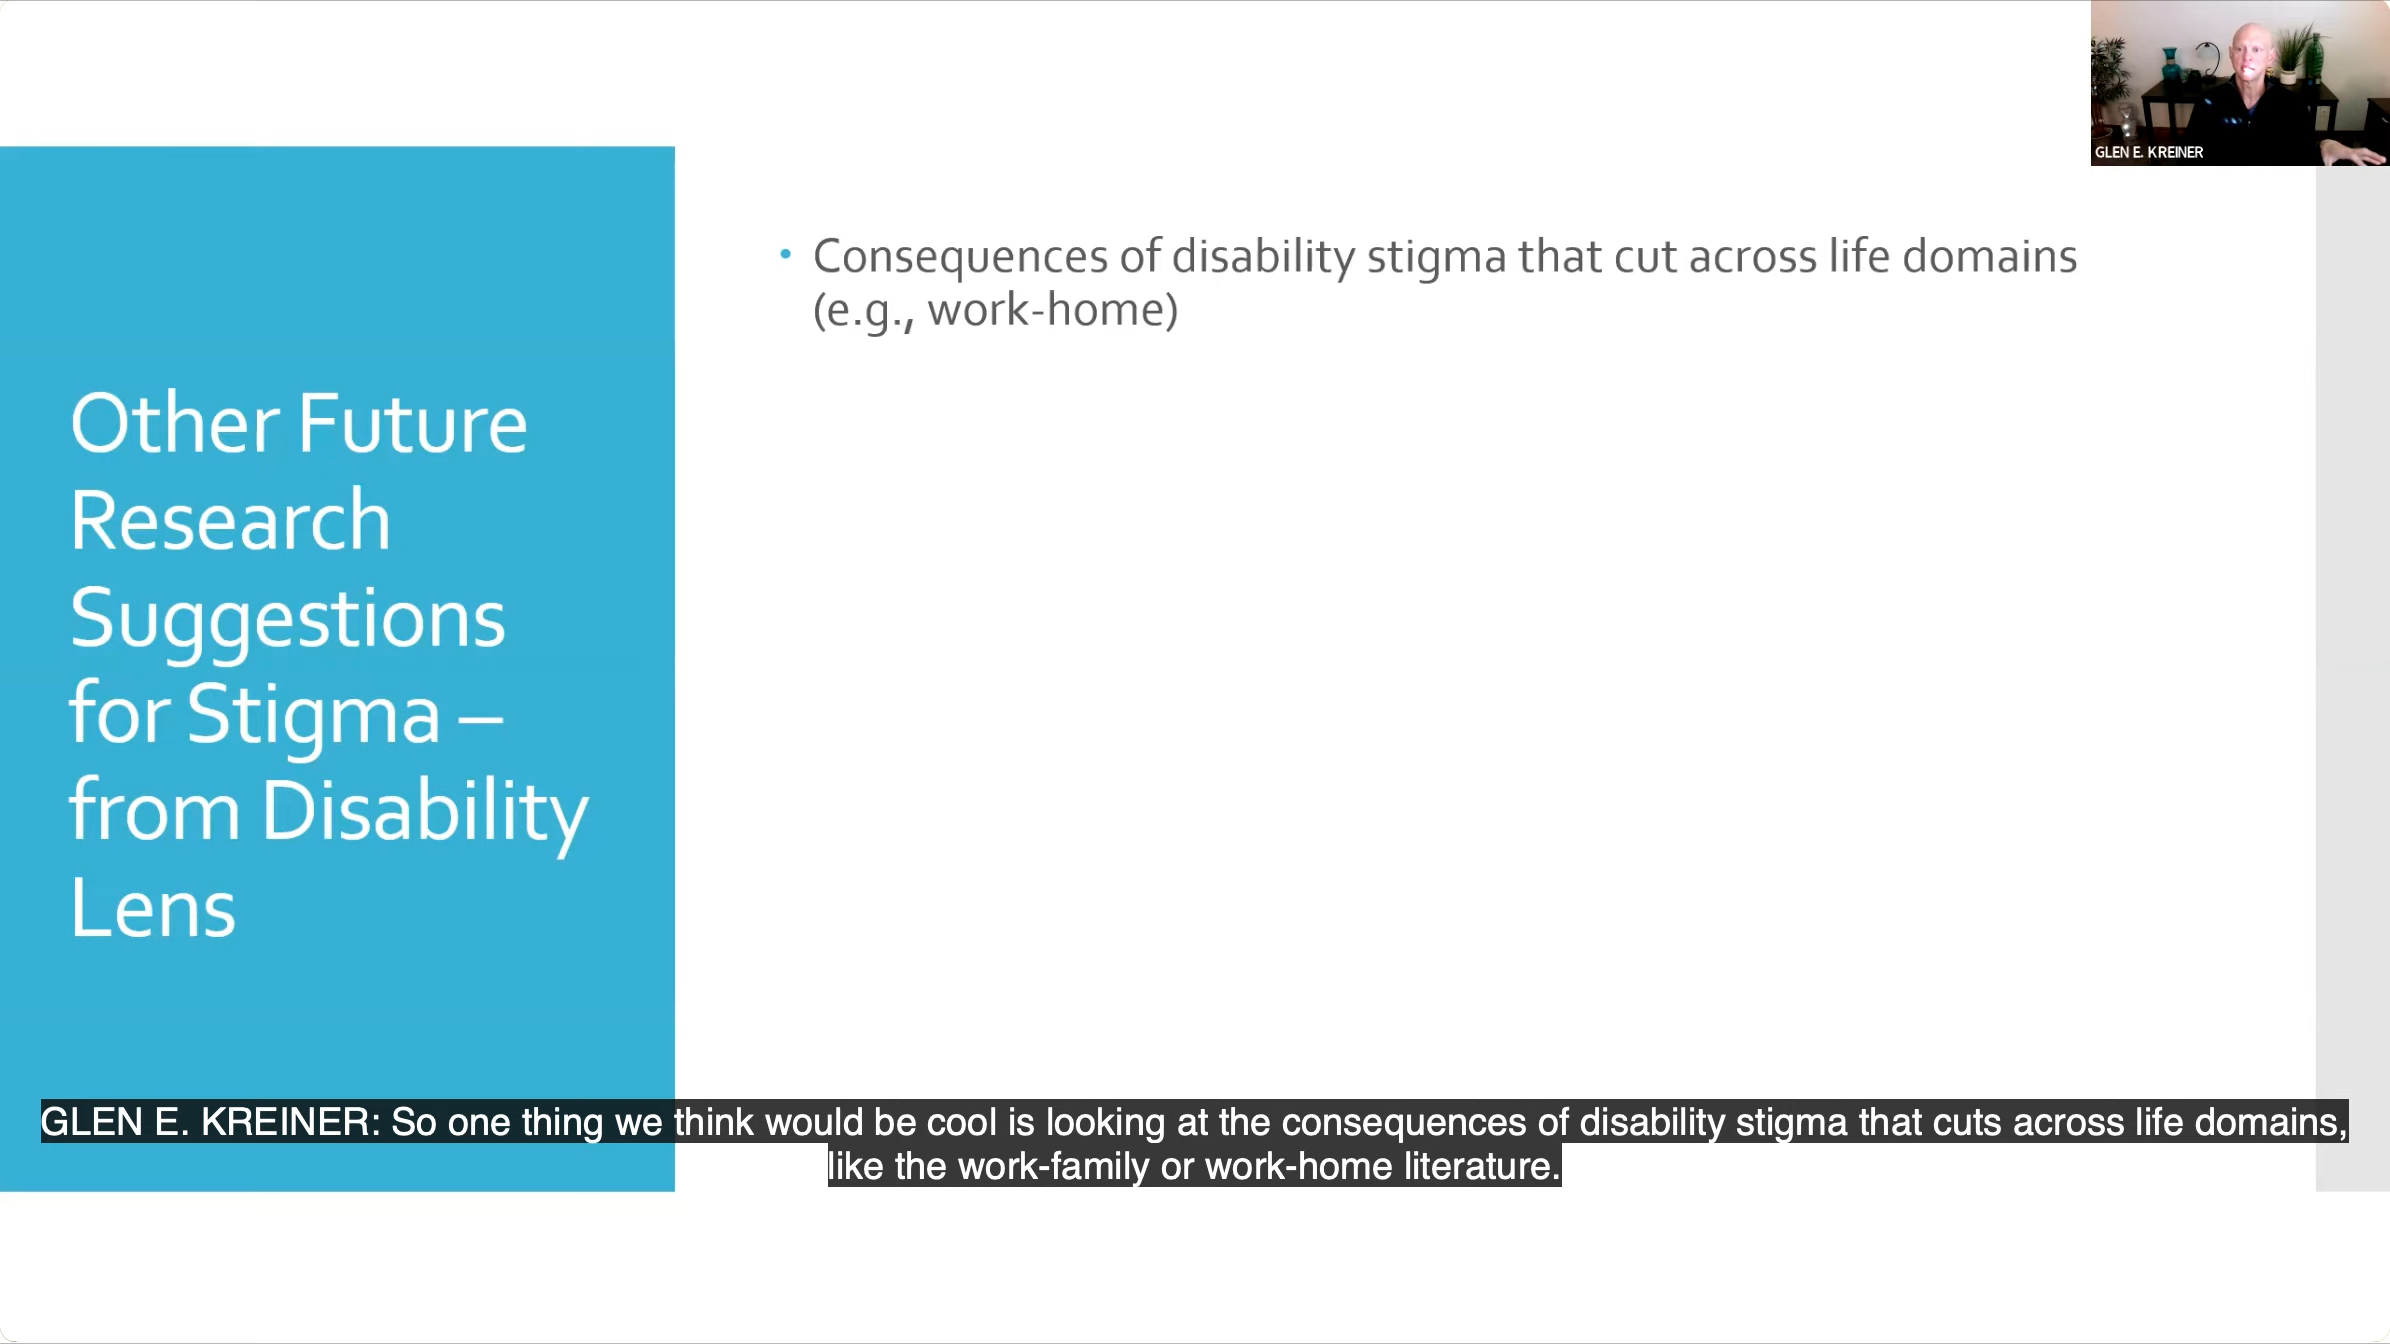 GLEN E. KREINER
Other Future
Research
Suggestions
for Stigma –
from Disability
Lens
• Consequences of disability stigma that cut across life domains
(e.g., work-home)
GLEN E. KREINER: So one thing we think would be cool is looking at the consequences of disability stigma that cuts across life domains,
like the work-family or work-home literature.